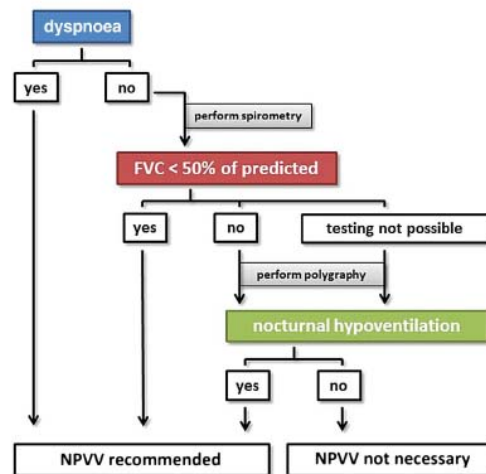 dyspnoea
yes
no
perform spirometry
FVC < 50% of predicted
yes
no
testing not possible
perform polygraphy
nocturnal hypoventilation
yes
no
NPVV recommended
NPVV not necessary